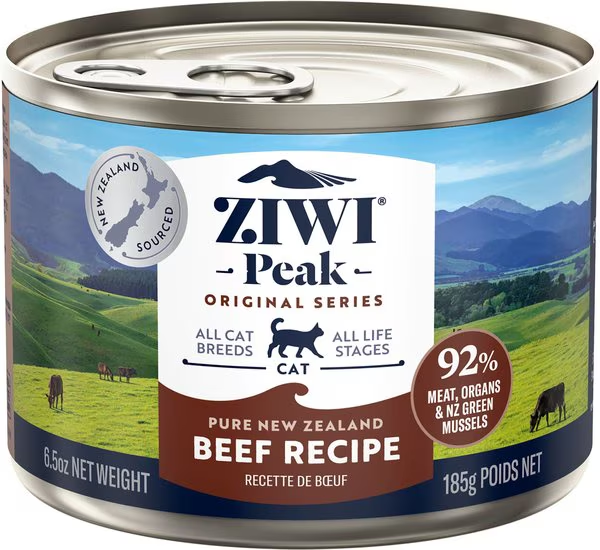 NEW ZEALAND
SOURCED
ZIWI®
Peak
ORIGINAL SERIES
ALL CAT
BREEDS
ALL LIFE
STAGES
CAT
92%
MEAT, ORGANS
& NZ GREEN
MUSSELS
PURE NEW ZEALAND
BEEF RECIPE
RECETTE DE BŒUF
6.5oz NET WEIGHT
185g POIDS NET